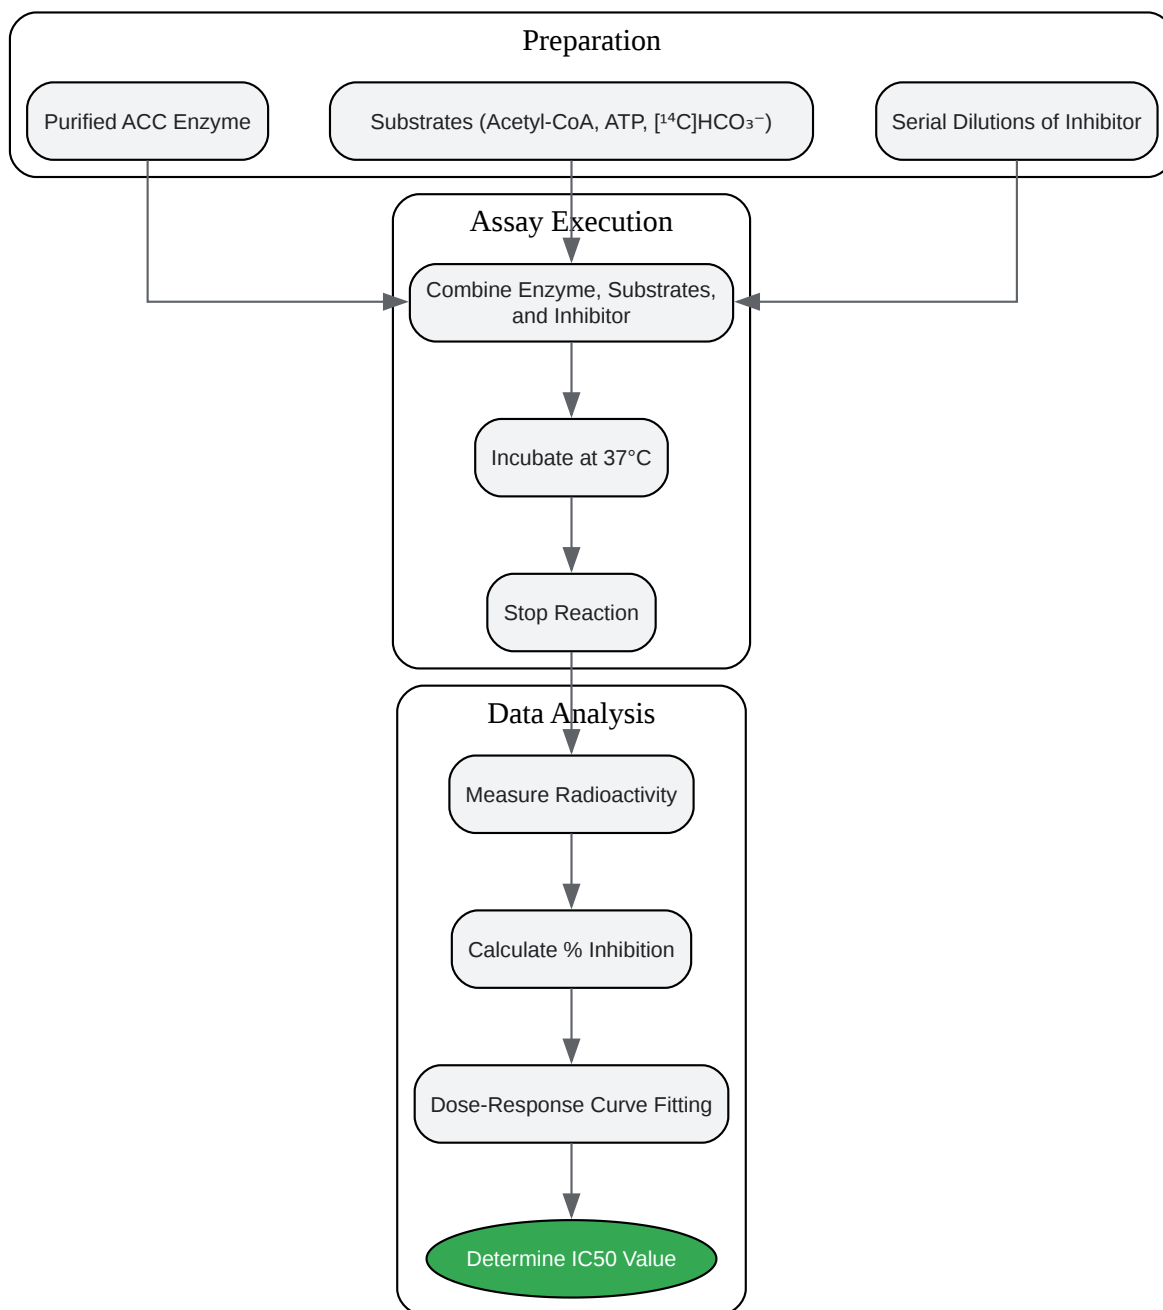 Preparation
Purified ACC Enzyme
Substrates (Acetyl-CoA, ATP, [¹⁴C]HCO₃⁻)
Serial Dilutions of Inhibitor
Assay Execution
Combine Enzyme, Substrates,
and Inhibitor
Incubate at 37°C
Stop Reaction
Data Analysis
Measure Radioactivity
Calculate % Inhibition
Dose-Response Curve Fitting
Determine IC50 Value